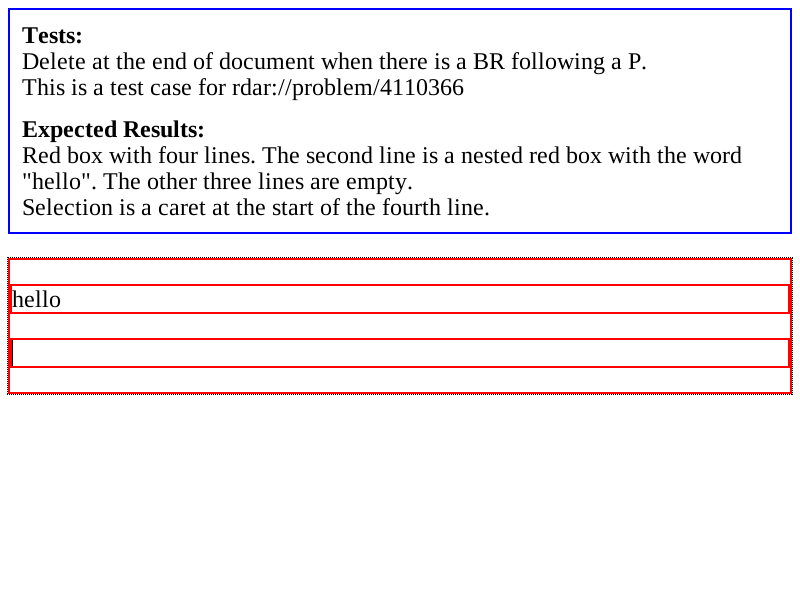 Tests:
Delete at the end of document when there is a BR following a P.
This is a test case for rdar://problem/4110366
Expected Results:
Red box with four lines. The second line is a nested red box with the word
"hello". The other three lines are empty.
Selection is a caret at the start of the fourth line.
hello